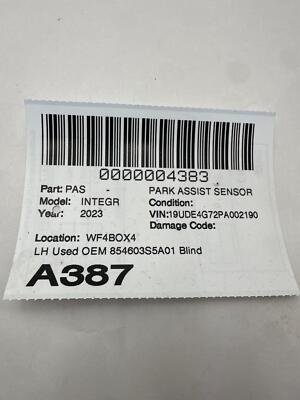 0000004383
Part: PAS - PARK ASSIST SENSOR
Model: INTEGR Condition:
Year: 2023 VIN:19UDE4G72PA002190
Damage Code:
Location: WF4BOX4
LH Used OEM 854603S5A01 Blind
A387